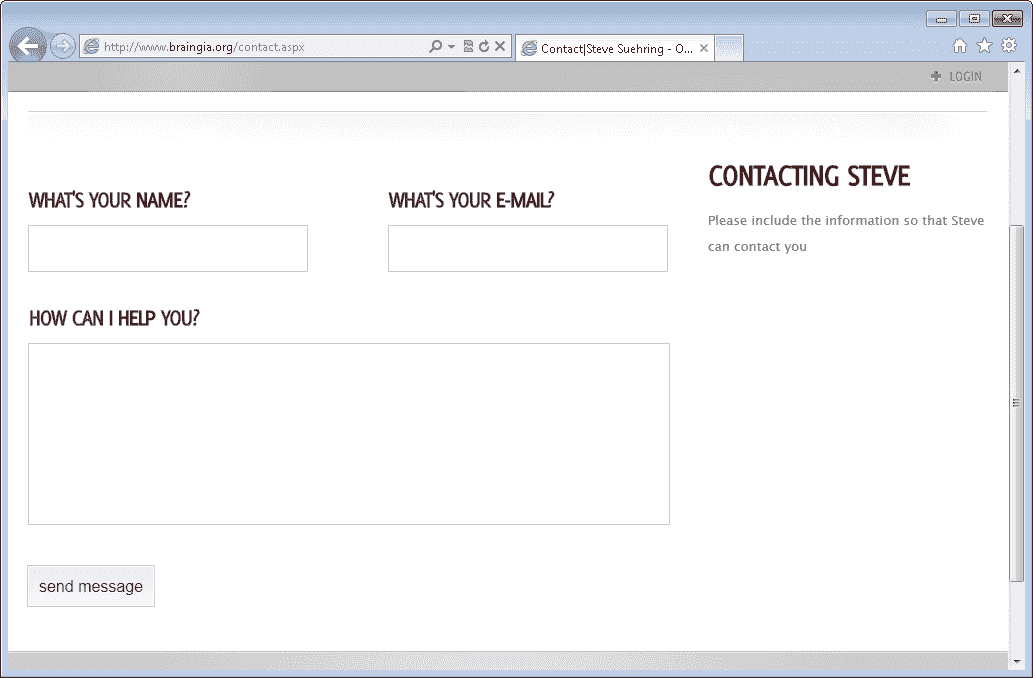 http://www.braingia.org/contact.aspx
Contact|Steve Suehring - O...
LOGIN
WHAT'S YOUR NAME?
WHAT'S YOUR E-MAIL?
CONTACTING STEVE
Please include the information so that Steve
can contact you
HOW CAN I HELP YOU?
send message